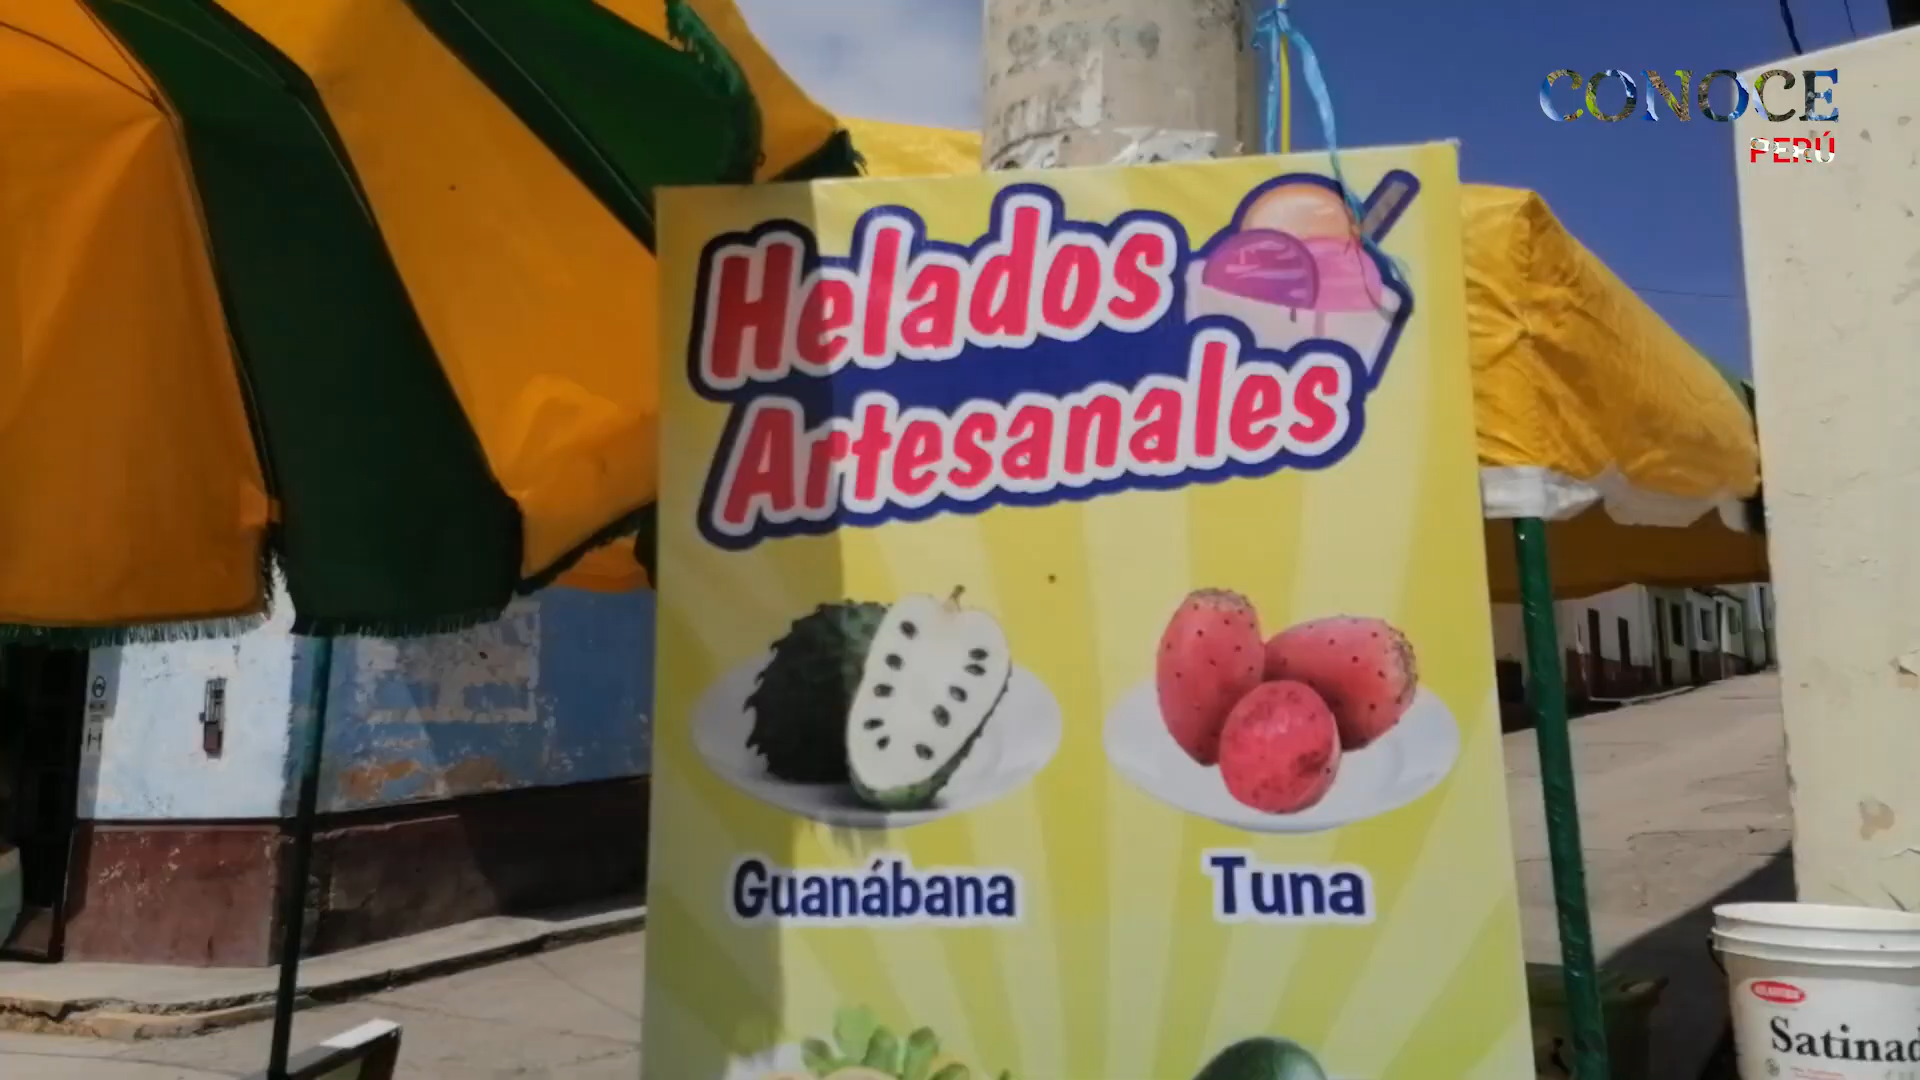 CONOCE
PERÚ
Helados
Artesanales
Guanábana
Tuna
Satinad